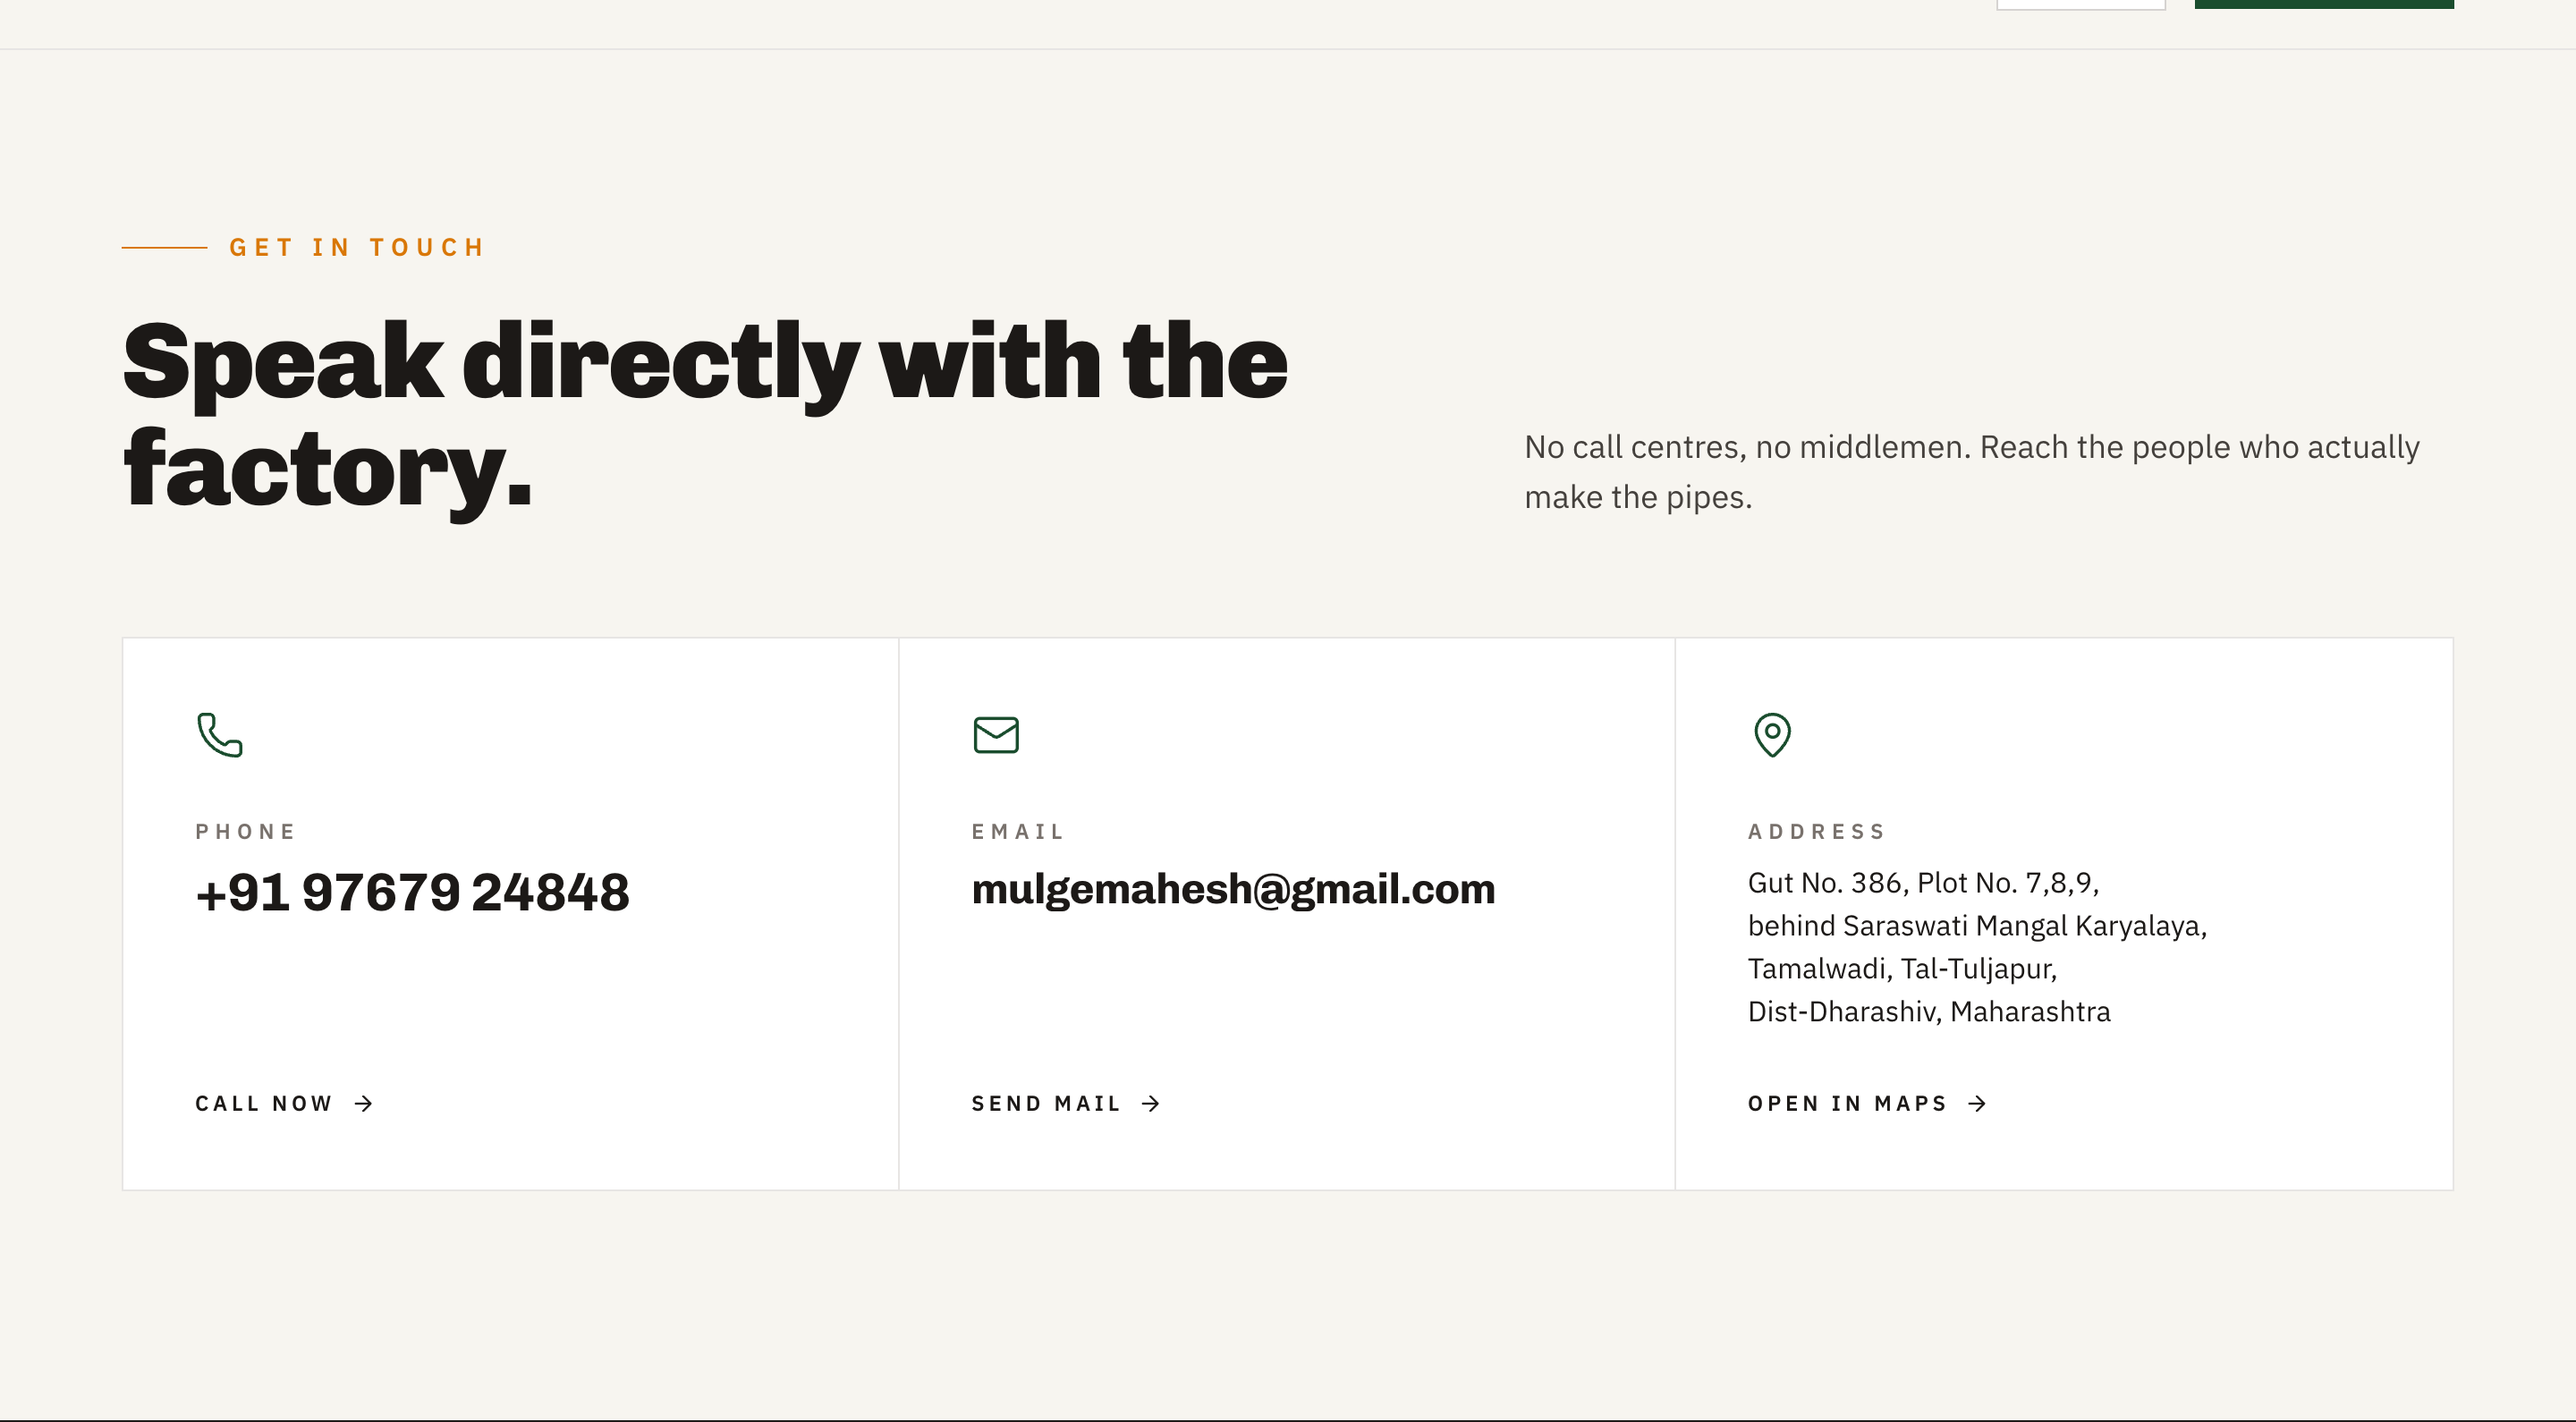 GET IN TOUCH
Speak directly with the
factory.
No call centres, no middlemen. Reach the people who actually
make the pipes.
PHONE
+91 97679 24848
CALL NOW →
EMAIL
mulgemahesh@gmail.com
SEND MAIL →
ADDRESS
Gut No. 386, Plot No. 7,8,9,
behind Saraswati Mangal Karyalaya,
Tamalwadi, Tal-Tuljapur,
Dist-Dharashiv, Maharashtra
OPEN IN MAPS →